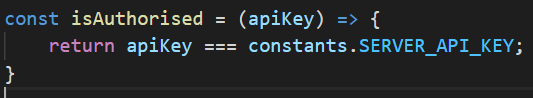 const isAuthorised = (apiKey) => {
    return apiKey === constants.SERVER_API_KEY;
}